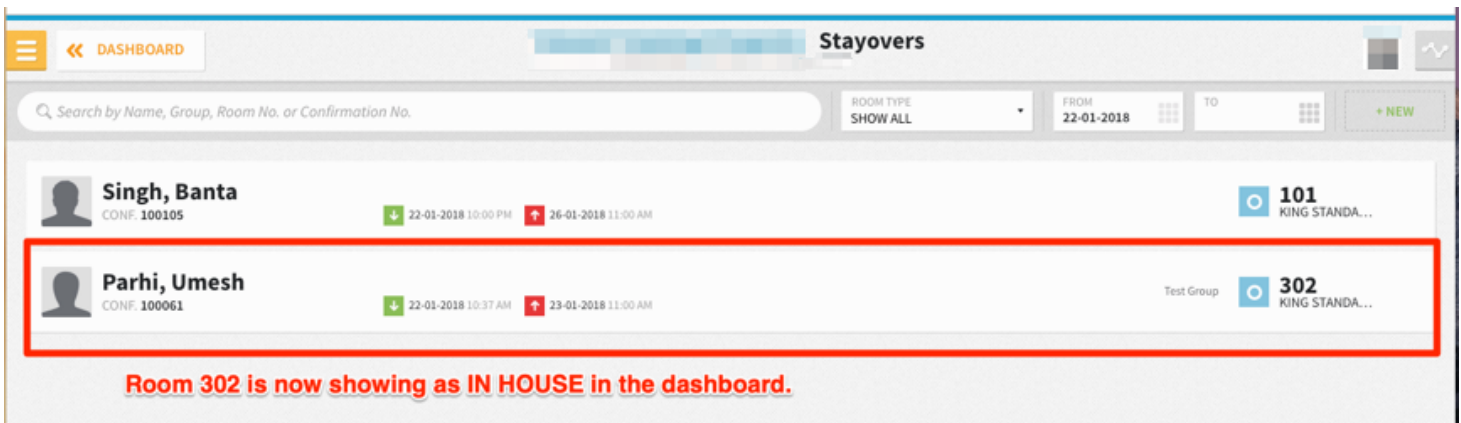 DASHBOARD
Stayovers
Search by Name, Group, Room No. or Confirmation No.
ROOM TYPE
SHOW ALL
FROM
22-01-2018
TO
+ NEW
Singh, Banta
CONF. 100105
22-01-2018 10:00 PM
26-01-2018 11:00 AM
101
KING STANDA...
Parhi, Umesh
CONF. 100061
22-01-2018 10:37 AM
23-01-2018 11:00 AM
Test Group
302
KING STANDA...
Room 302 is now showing as IN HOUSE in the dashboard.